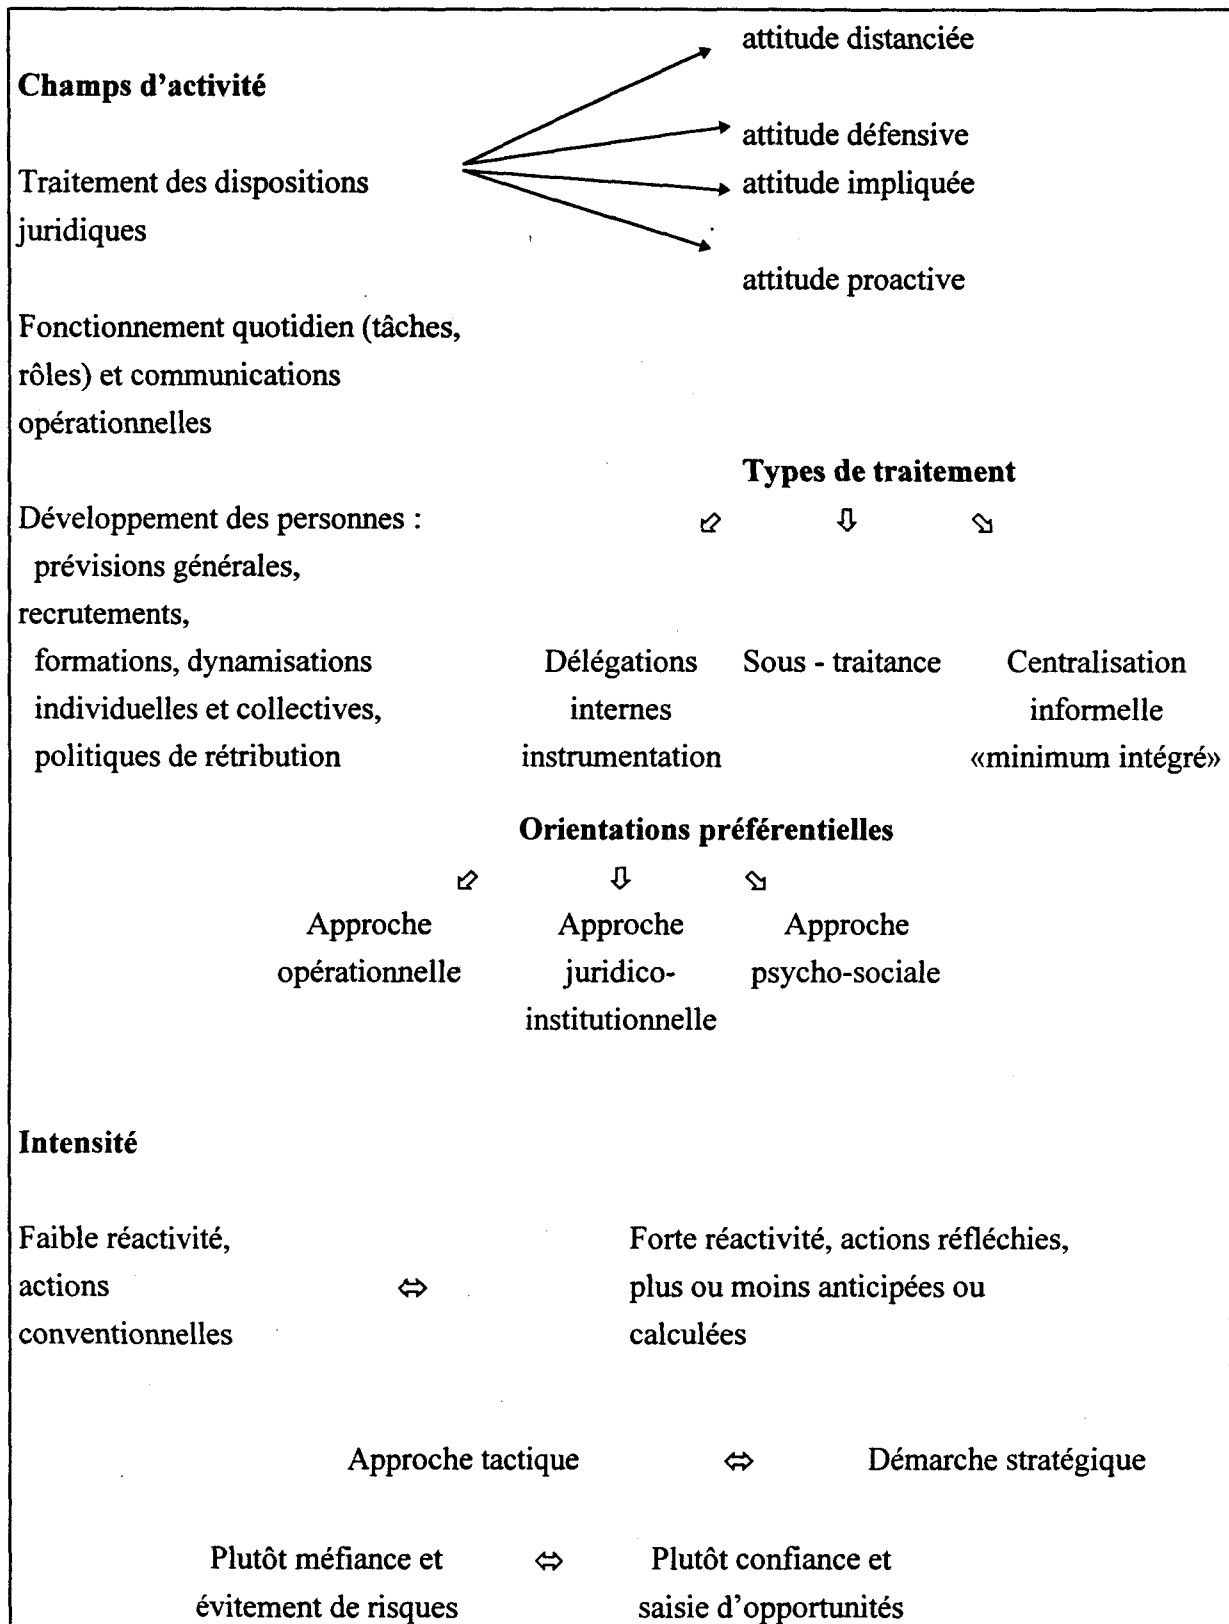 attitude distanciée
Champs d'activité
attitude défensive
Traitement des dispositions attitude impliquée
juridiques
attitude proactive
Fonctionnement quotidien (tâches,
rôles) et communications
opérationnelles
Types de traitement
Développement des personnes :
prévisions générales,
recrutements,
formations, dynamisations Délégations Sous - traitance Centralisation
individuelles et collectives, internes informelle
politiques de rétribution instrumentation «minimum intégré»
Orientations préférentielles
Approche Approche Approche
opérationnelle juridico- psycho-sociale
institutionnelle
Intensité
Faible réactivité, Forte réactivité, actions réfléchies,
actions ⇔ plus ou moins anticipées ou
conventionnelles calculées
Approche tactique ⇔ Démarche stratégique
Plutôt méfiance et ⇔ Plutôt confiance et
évitement de risques saisie d'opportunités